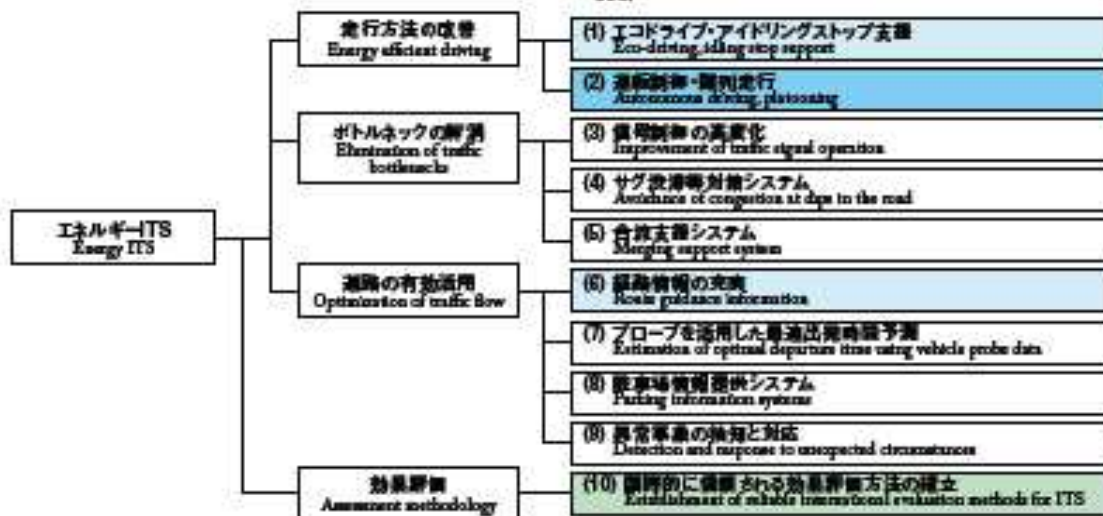 走行方法の改善
Energy efficient driving
(1) エコドライブ・アイドリングストップ支援
Eco-driving, idling stop support
(2) 運転制御・隊列走行
Autonomous driving, platooning
ボトルネックの解消
Elimination of traffic
bottlenecks
(3) 信号制御の高度化
Improvement of traffic signal operation
(4) サグ渋滞等対策システム
Avoidance of congestion at dips in the road
(5) 合流支援システム
Merging support system
エネルギーITS
Energy ITS
道路の有効活用
Optimization of traffic flow
(6) 経路情報の充実
Route guidance information
(7) プローブを活用した最適出発時刻予測
Estimation of optimal departure time using vehicle probe data
(8) 駐車場情報提供システム
Parking information systems
(9) 異常事象の検知と対応
Detection and response to unexpected circumstances
効果評価
Assessment methodology
(10) 国際的に信頼される効果評価方法の確立
Establishment of reliable international evaluation methods for ITS